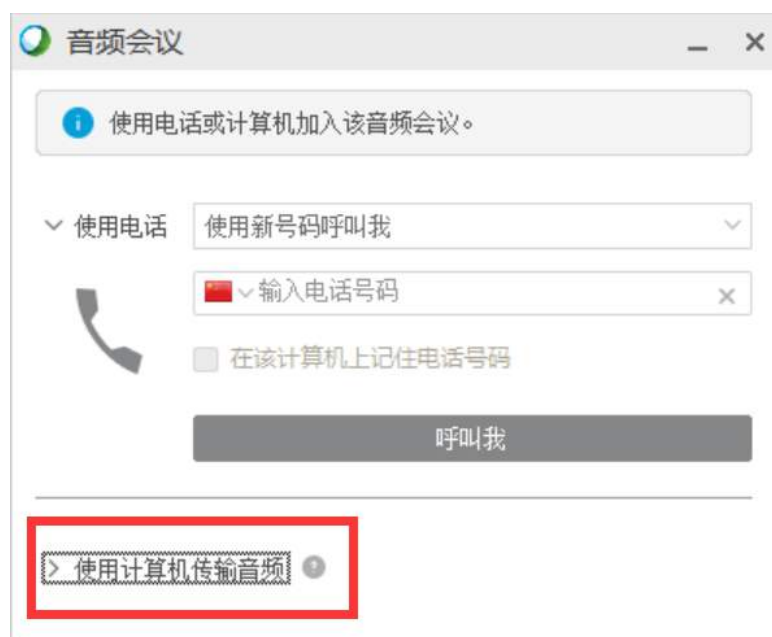 音频会议
使用电话或计算机加入该音频会议。
使用电话 使用新号码呼叫我
输入电话号码
在该计算机上记住电话号码
呼叫我
使用计算机传输音频